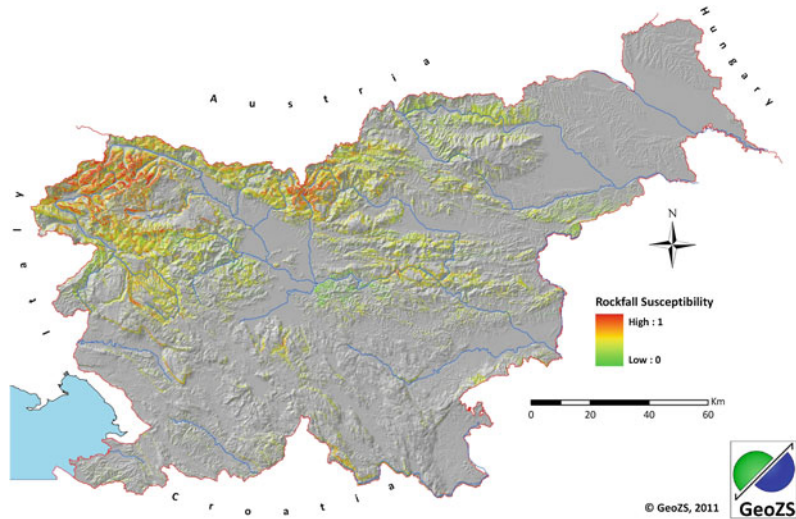 Austria
Hungary
Italy
N
Rockfall Susceptibility
High : 1
Low : 0
Km
0 20 40 60
Croatia
© GeoZS, 2011
GeoZS